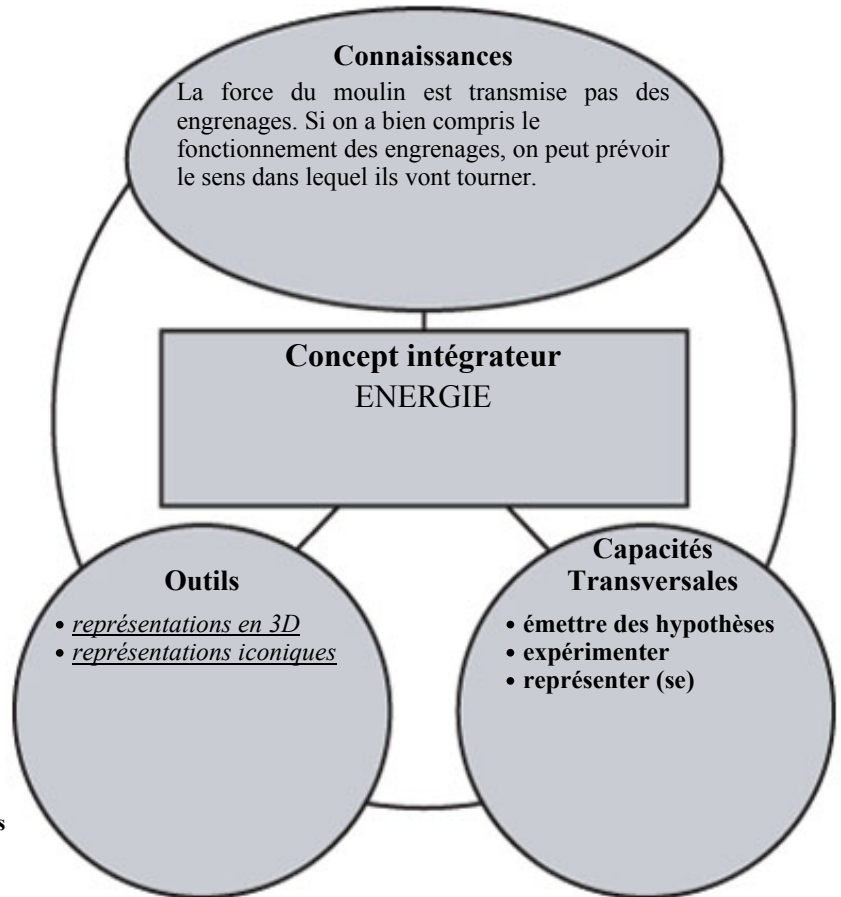 Connaissances
La force du moulin est transmise pas des
engrenages. Si on a bien compris le
fonctionnement des engrenages, on peut prévoir
le sens dans lequel ils vont tourner.
Concept intégrateur
ENERGIE
Outils
• représentations en 3D
• représentations iconiques
Capacités
Transversales
• émettre des hypothèses
• expérimenter
• représenter (se)
s